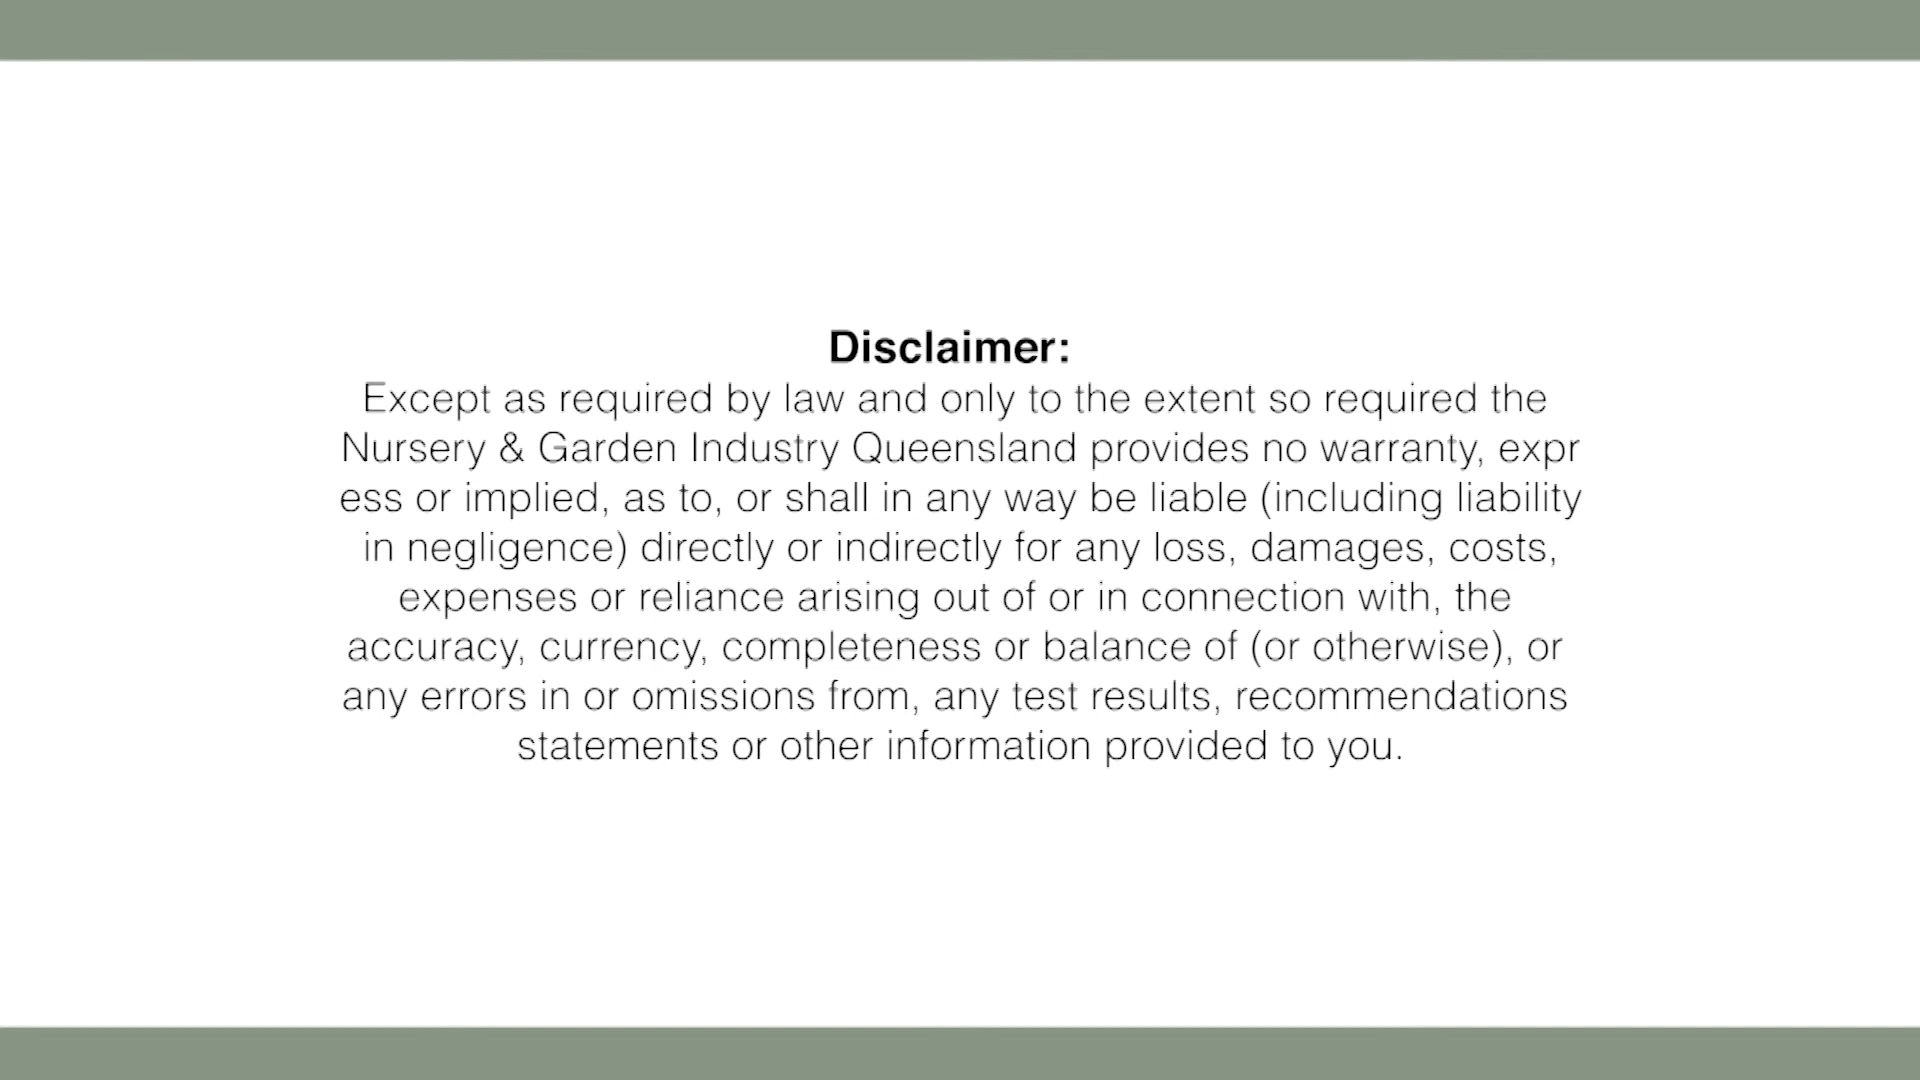 Disclaimer:
Except as required by law and only to the extent so required the
Nursery & Garden Industry Queensland provides no warranty, expr
ess or implied, as to, or shall in any way be liable (including liability
in negligence) directly or indirectly for any loss, damages, costs,
expenses or reliance arising out of or in connection with, the
accuracy, currency, completeness or balance of (or otherwise), or
any errors in or omissions from, any test results, recommendations
statements or other information provided to you.